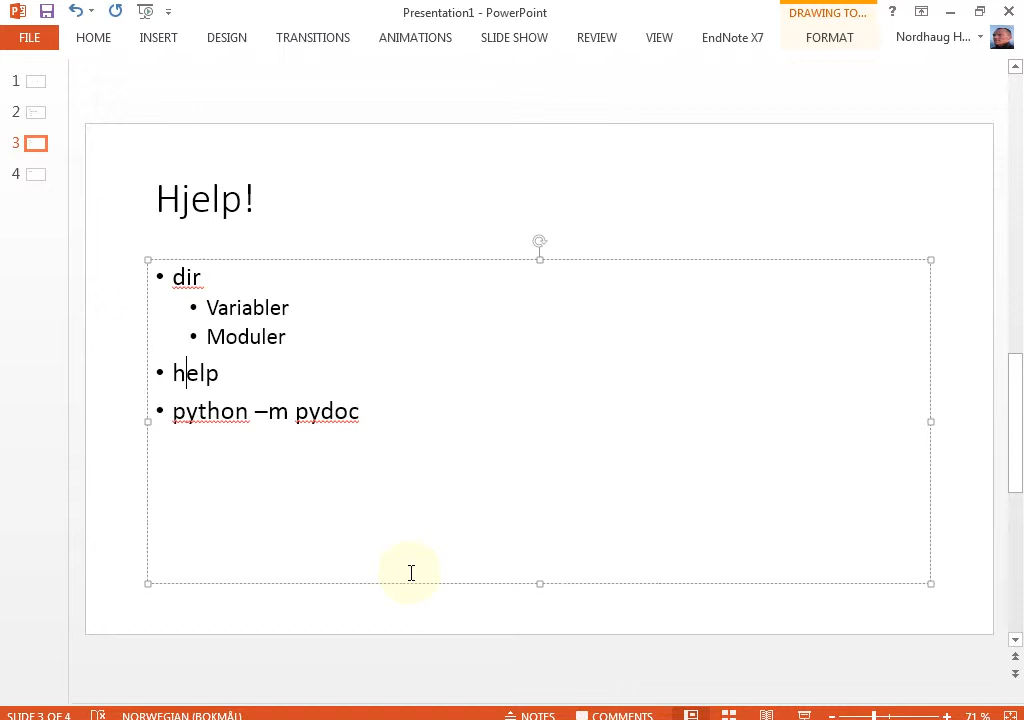 Presentation1 - PowerPoint
DRAWING TO...
?
FILE HOME INSERT DESIGN TRANSITIONS ANIMATIONS SLIDE SHOW REVIEW VIEW EndNote X7 FORMAT Nordhaug H...
1
2
3
4
Hjelp!
• dir
• Variabler
• Moduler
• help
• python –m pydoc
SLIDE 3 OF 4 NORWEGIAN (BOKMÅL) NOTES COMMENTS 71 %